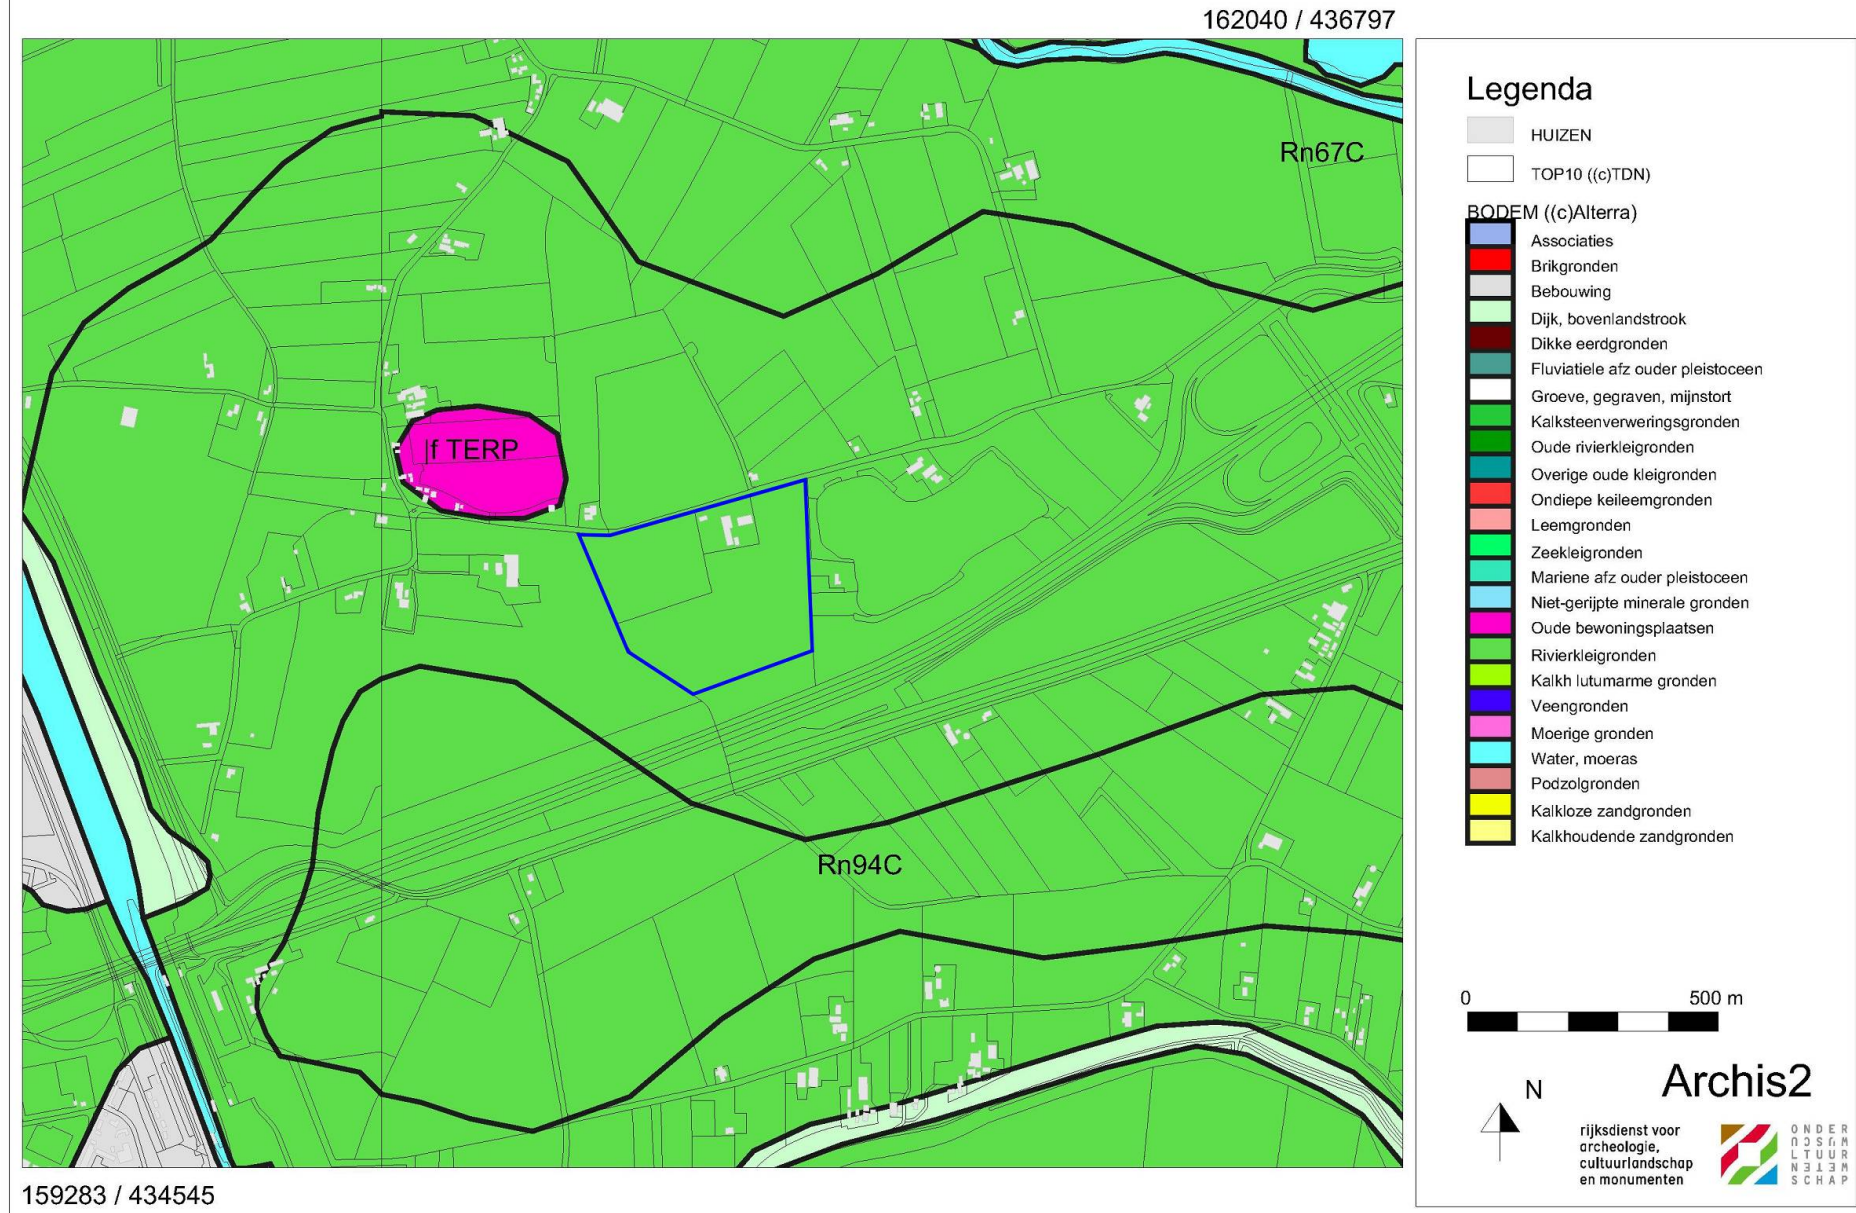 162040 / 436797
Rn67C
|f TERP
Rn94C
159283 / 434545
Legenda
HUIZEN
TOP10 ((c)TDN)
BODEM ((c)Alterra)
Associaties
Brikgronden
Bebouwing
Dijk, bovenlandstrook
Dikke eerdgronden
Fluviatiele afz ouder pleistoceen
Groeve, gegraven, mijnstort
Kalksteenverweringsgronden
Oude rivierkleigronden
Overige oude kleigronden
Ondiepe keileemgronden
Leemgronden
Zeekleigronden
Mariene afz ouder pleistoceen
Niet-gerijpte minerale gronden
Oude bewoningsplaatsen
Rivierkleigronden
Kalkh lutumarme gronden
Veengronden
Moerige gronden
Water, moeras
Podzolgronden
Kalkloze zandgronden
Kalkhoudende zandgronden
0 500 m
N
Archis2
rijksdienst voor
archeologie,
cultuurlandschap
en monumenten